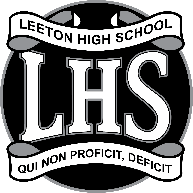 LEETON HIGH SCHOOL
LHS
QUI NON PROFICIT, DEFICIT